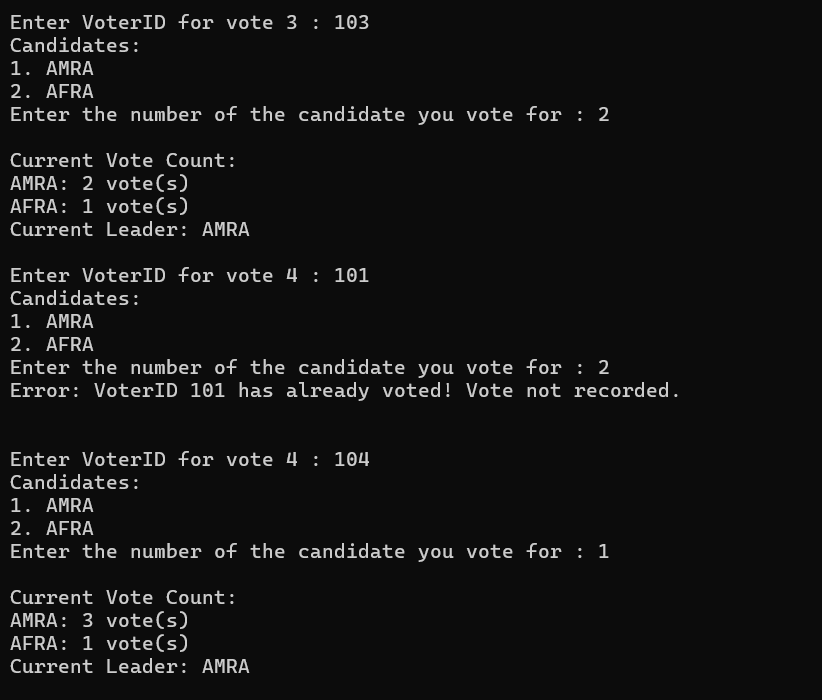 Enter VoterID for vote 3 : 103
Candidates:
1. AMRA
2. AFRA
Enter the number of the candidate you vote for : 2
Current Vote Count:
AMRA: 2 vote(s)
AFRA: 1 vote(s)
Current Leader: AMRA
Enter VoterID for vote 4 : 101
Candidates:
1. AMRA
2. AFRA
Enter the number of the candidate you vote for : 2
Error: VoterID 101 has already voted! Vote not recorded.
Enter VoterID for vote 4 : 104
Candidates:
1. AMRA
2. AFRA
Enter the number of the candidate you vote for : 1
Current Vote Count:
AMRA: 3 vote(s)
AFRA: 1 vote(s)
Current Leader: AMRA